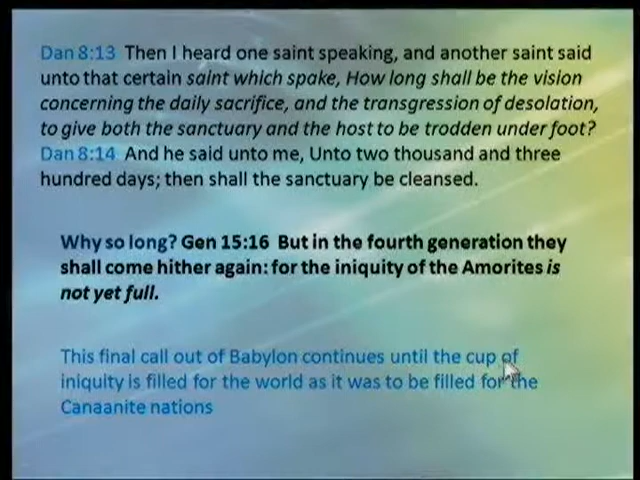 Dan 8:13 Then I heard one saint speaking, and another saint said
unto that certain saint which spake, How long shall be the vision
concerning the daily sacrifice, and the transgression of desolation,
to give both the sanctuary and the host to be trodden under foot?
Dan 8:14 And he said unto me, Unto two thousand and three
hundred days; then shall the sanctuary be cleansed.
Why so long? Gen 15:16 But in the fourth generation they
shall come hither again: for the iniquity of the Amorites is
not yet full.
This final call out of Babylon continues until the cup of
iniquity is filled for the world as it was to be filled for the
Canaanite nations